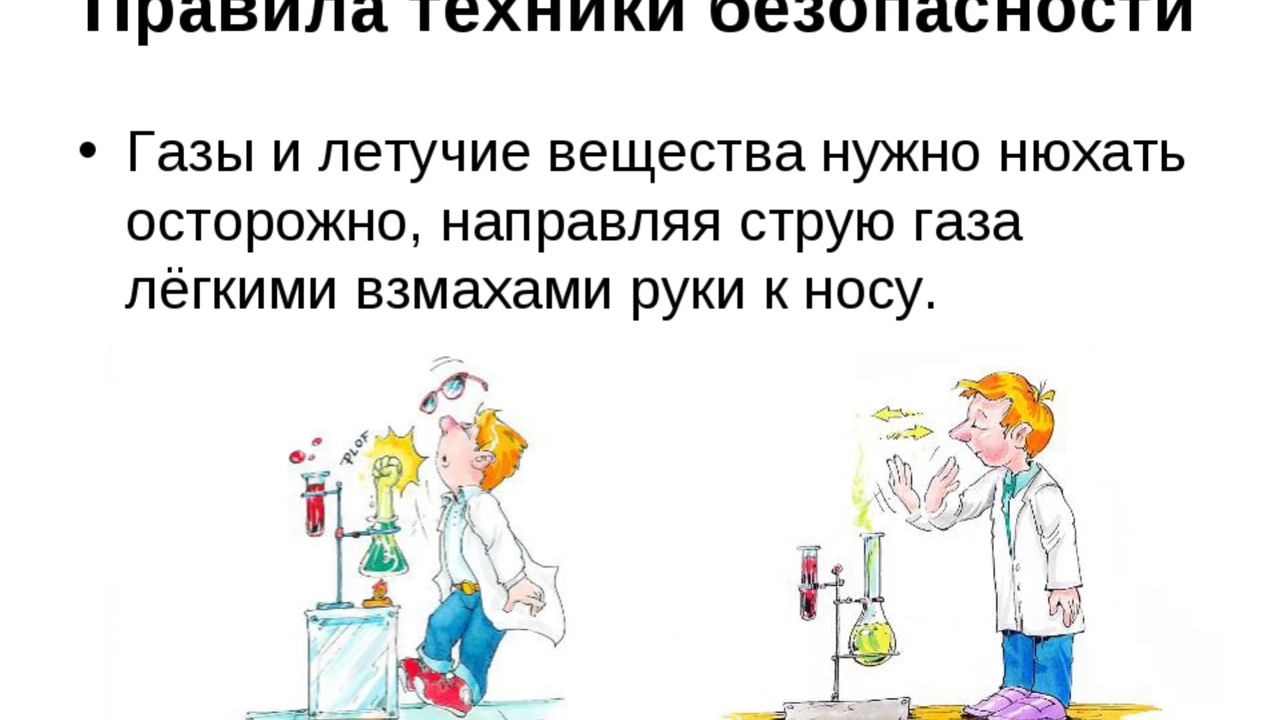 Правила техники безопасности
• Газы и летучие вещества нужно нюхать
осторожно, направляя струю газа
лёгкими взмахами руки к носу.
PLOF